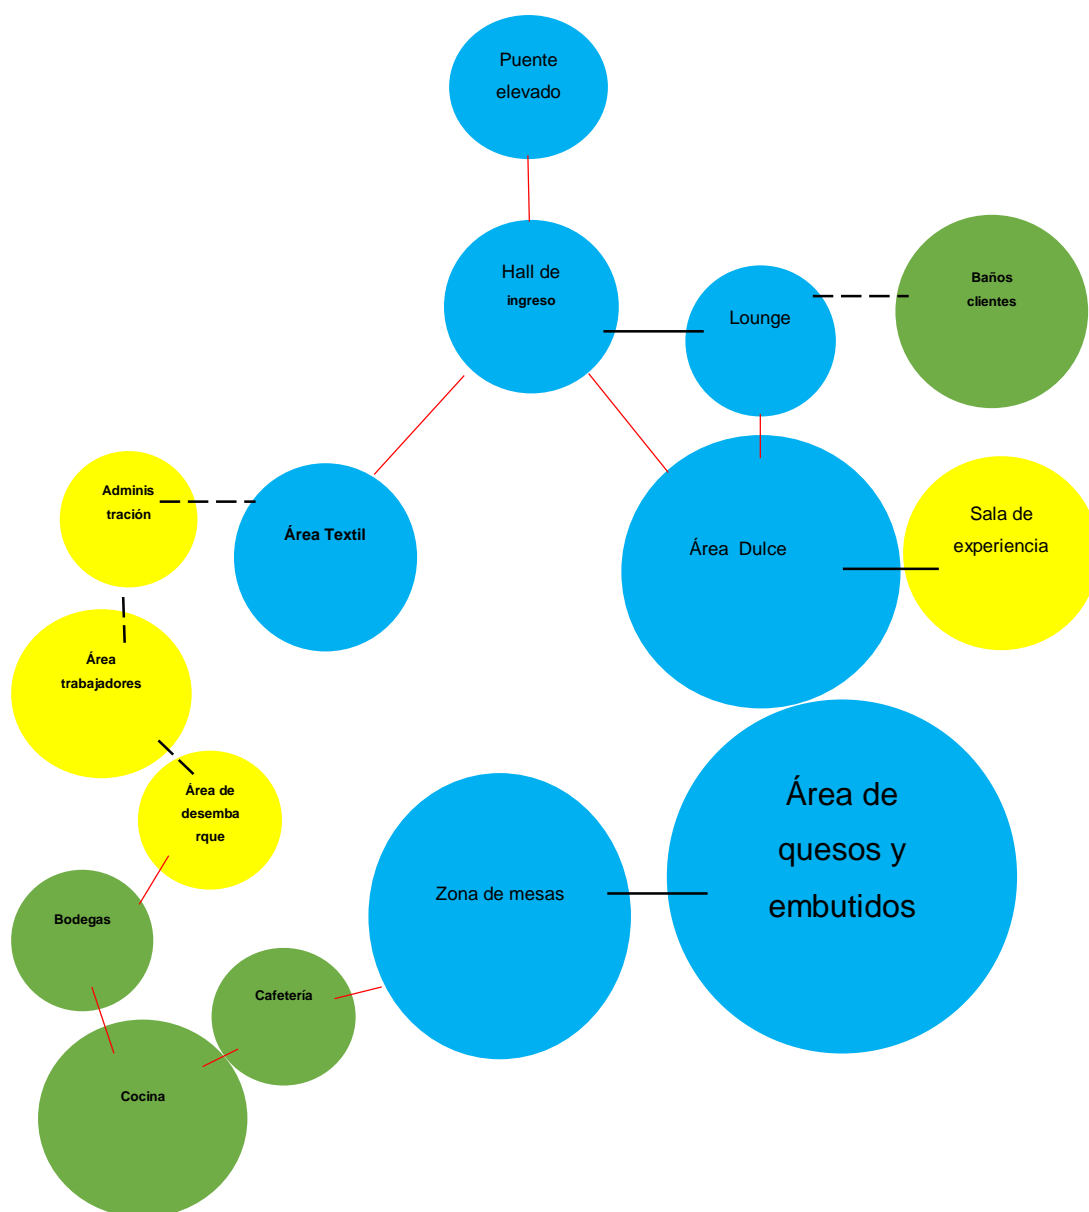 Puente
elevado
Hall de
ingreso
Lounge
Baños
clientes
Adminis
tración
Área Textil
Área Dulce
Sala de
experiencia
Área
trabajadores
Área de
desemba
rque
Área de
quesos y
embutidos
Zona de mesas
Bodegas
Cafetería
Cocina